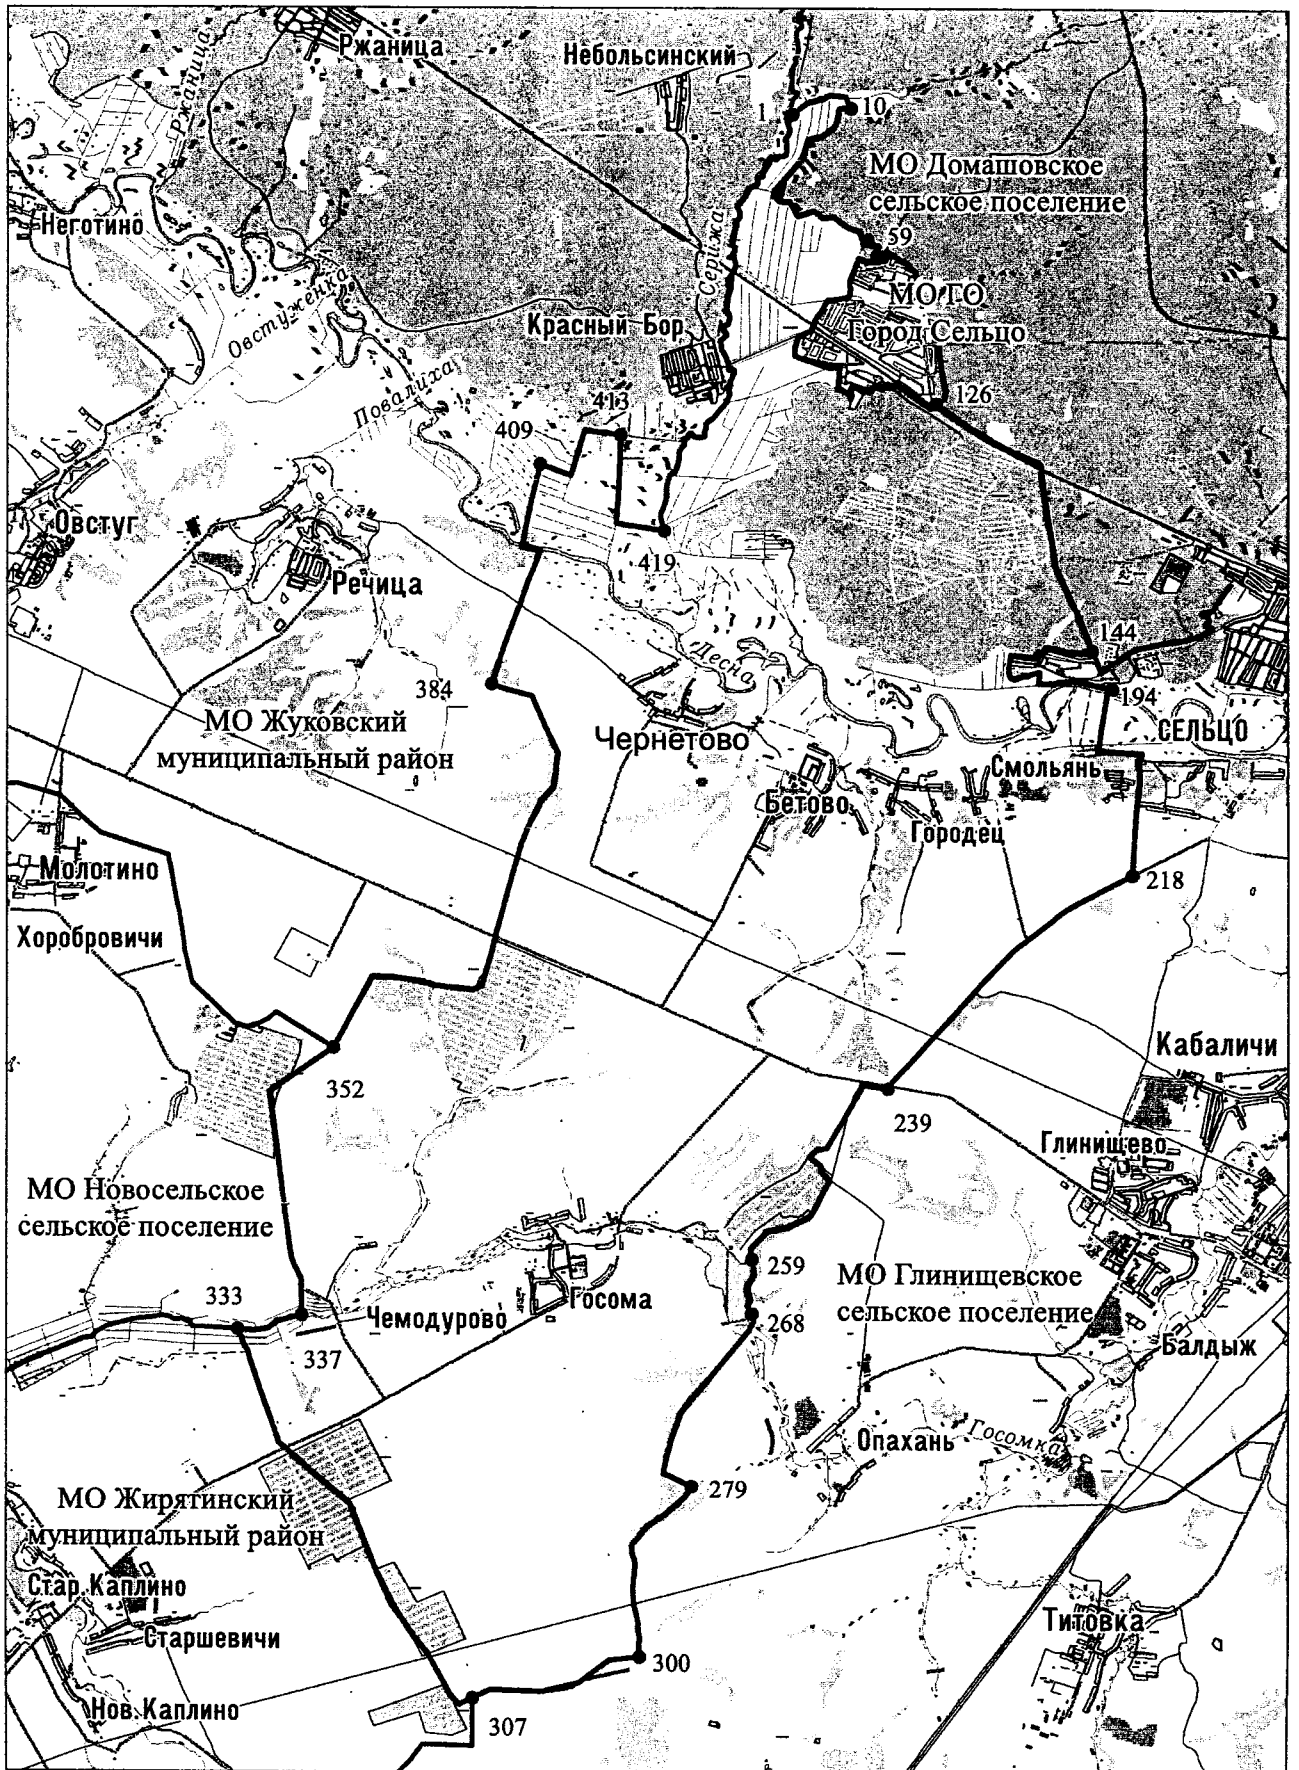 Ржаница
Небольсинский
Ржаница
1
10
МО Домашовское
сельское поселение
Неготино
59
Серижа
МО ГО
Город Сельцо
Овстуженка
Красный Бор
Повалиха
126
413
409
Овстуг
419
Речица
144
Десна
384
194
МО Жуковский
муниципальный район
СЕЛЬЦО
Чернетово
Смольянь
Бетово
Городец
Молотино
218
Хоробровичи
Кабаличи
352
239
Глинищево
МО Новосельское
сельское поселение
259
МО Глинищевское
сельское поселение
333
Госома
Чемодурово
268
337
Балдыж
Опахань
Госомка
279
МО Жирятинский
муниципальный район
Стар. Каплино
Титовка
Старшевичи
300
Нов. Каплино
307